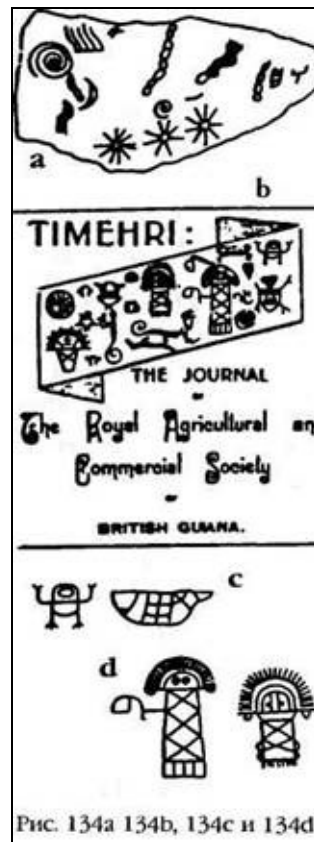 a
b
TIMEHRI:
THE JOURNAL
The Royal Agricultural an
Commercial Society
BRITISH GUIANA.
c
d
Рис. 134a 134b, 134c и 134d